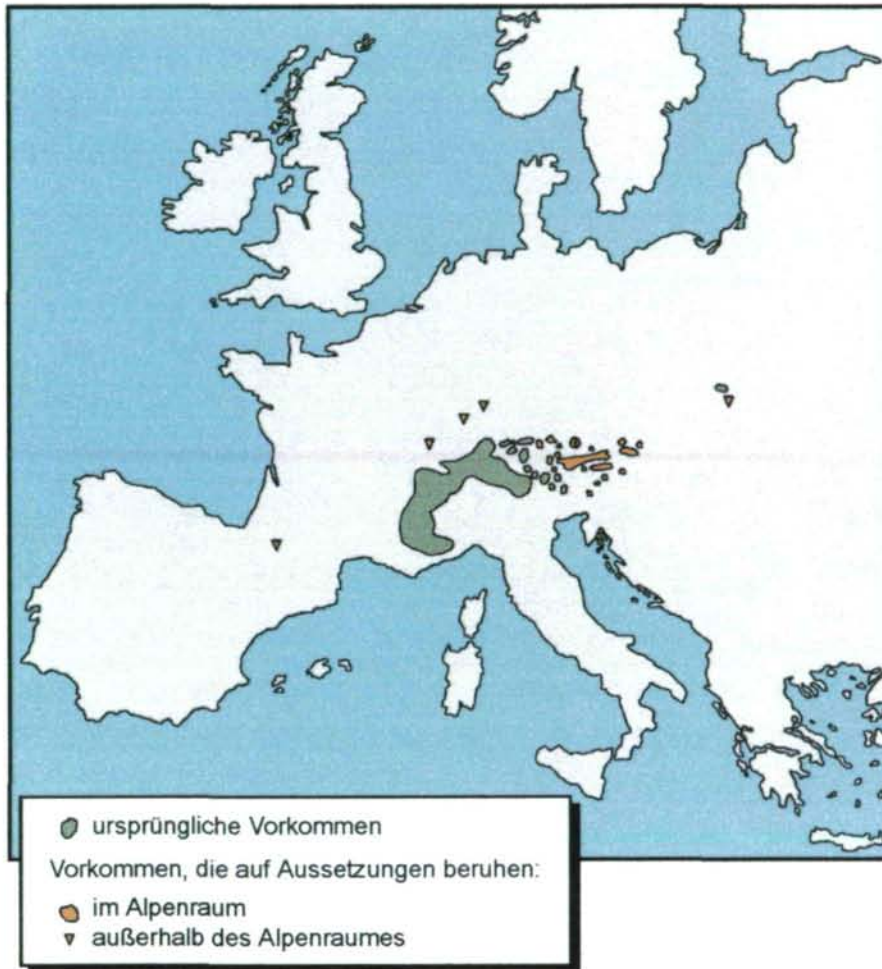 ursprüngliche Vorkommen
Vorkommen, die auf Aussetzungen beruhen:
im Alpenraum
außerhalb des Alpenraumes